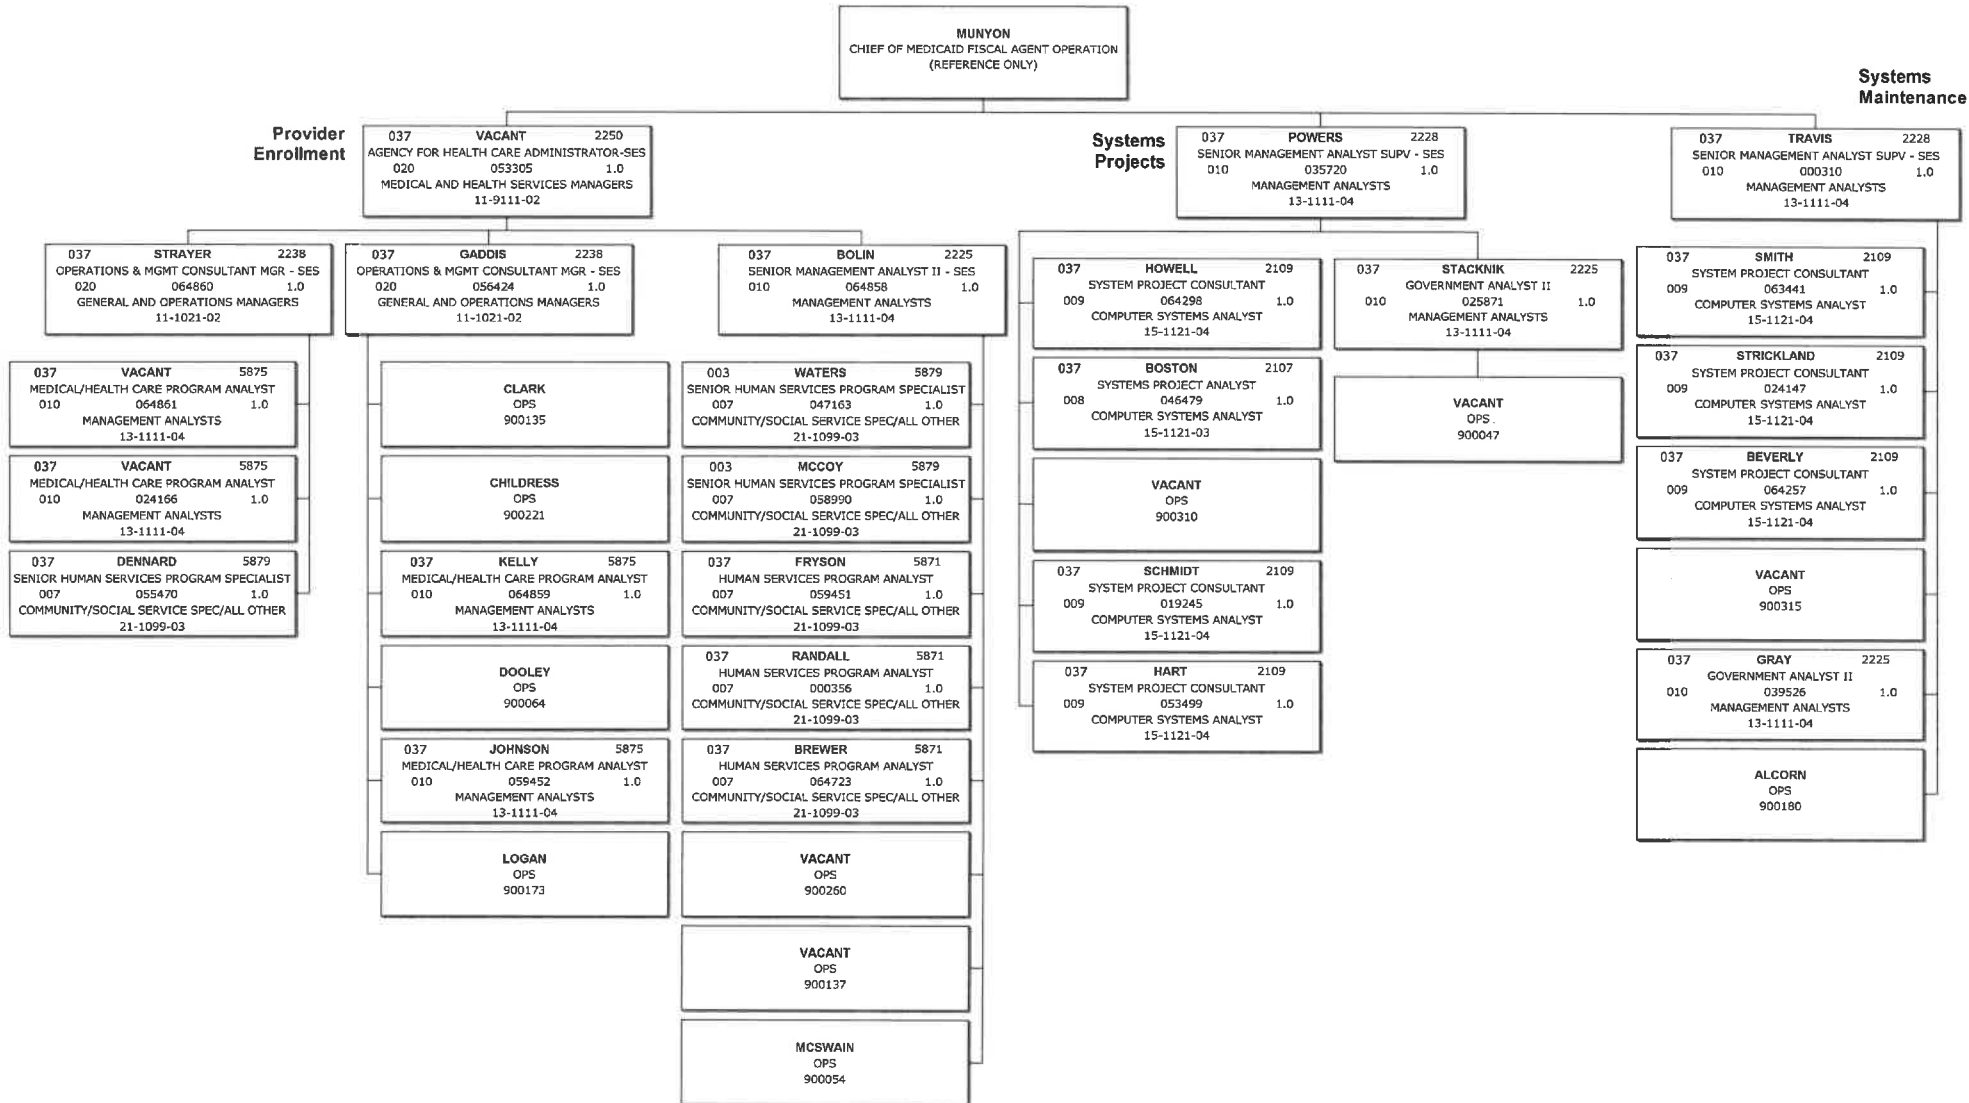 MUNYON
CHIEF OF MEDICAID FISCAL AGENT OPERATION
(REFERENCE ONLY)
Provider
Enrollment
037 VACANT 2250
AGENCY FOR HEALTH CARE ADMINISTRATOR-SES
020 053305 1.0
MEDICAL AND HEALTH SERVICES MANAGERS
11-9111-02
Systems
Projects
037 POWERS 2228
SENIOR MANAGEMENT ANALYST SUPV - SES
010 035720 1.0
MANAGEMENT ANALYSTS
13-1111-04
Systems
Maintenance
037 TRAVIS 2228
SENIOR MANAGEMENT ANALYST SUPV - SES
010 000310 1.0
MANAGEMENT ANALYSTS
13-1111-04
037 STRAYER 2238
OPERATIONS & MGMT CONSULTANT MGR - SES
020 064860 1.0
GENERAL AND OPERATIONS MANAGERS
11-1021-02
037 VACANT 5875
MEDICAL/HEALTH CARE PROGRAM ANALYST
010 064861 1.0
MANAGEMENT ANALYSTS
13-1111-04
037 VACANT 5875
MEDICAL/HEALTH CARE PROGRAM ANALYST
010 024166 1.0
MANAGEMENT ANALYSTS
13-1111-04
037 DENNARD 5879
SENIOR HUMAN SERVICES PROGRAM SPECIALIST
007 055470 1.0
COMMUNITY/SOCIAL SERVICE SPEC/ALL OTHER
21-1099-03
037 GADDIS 2238
OPERATIONS & MGMT CONSULTANT MGR - SES
020 056424 1.0
GENERAL AND OPERATIONS MANAGERS
11-1021-02
CLARK
OPS
900135
CHILDRESS
OPS
900221
037 KELLY 5875
MEDICAL/HEALTH CARE PROGRAM ANALYST
010 064859 1.0
MANAGEMENT ANALYSTS
13-1111-04
DOOLEY
OPS
900064
037 JOHNSON 5875
MEDICAL/HEALTH CARE PROGRAM ANALYST
010 059452 1.0
MANAGEMENT ANALYSTS
13-1111-04
LOGAN
OPS
900173
037 BOLIN 2225
SENIOR MANAGEMENT ANALYST II - SES
010 064858 1.0
MANAGEMENT ANALYSTS
13-1111-04
003 WATERS 5879
SENIOR HUMAN SERVICES PROGRAM SPECIALIST
007 047163 1.0
COMMUNITY/SOCIAL SERVICE SPEC/ALL OTHER
21-1099-03
003 MCCOY 5879
SENIOR HUMAN SERVICES PROGRAM SPECIALIST
007 058990 1.0
COMMUNITY/SOCIAL SERVICE SPEC/ALL OTHER
21-1099-03
037 FRYSON 5871
HUMAN SERVICES PROGRAM ANALYST
007 059451 1.0
COMMUNITY/SOCIAL SERVICE SPEC/ALL OTHER
21-1099-03
037 RANDALL 5871
HUMAN SERVICES PROGRAM ANALYST
007 000356 1.0
COMMUNITY/SOCIAL SERVICE SPEC/ALL OTHER
21-1099-03
037 BREWER 5871
HUMAN SERVICES PROGRAM ANALYST
007 064723 1.0
COMMUNITY/SOCIAL SERVICE SPEC/ALL OTHER
21-1099-03
VACANT
OPS
900260
VACANT
OPS
900137
MCSWAIN
OPS
900054
037 HOWELL 2109
SYSTEM PROJECT CONSULTANT
009 064298 1.0
COMPUTER SYSTEMS ANALYST
15-1121-04
037 BOSTON 2107
SYSTEMS PROJECT ANALYST
008 046479 1.0
COMPUTER SYSTEMS ANALYST
15-1121-03
VACANT
OPS
900310
037 SCHMIDT 2109
SYSTEM PROJECT CONSULTANT
009 019245 1.0
COMPUTER SYSTEMS ANALYST
15-1121-04
037 HART 2109
SYSTEM PROJECT CONSULTANT
009 053499 1.0
COMPUTER SYSTEMS ANALYST
15-1121-04
037 STACKNIK 2225
GOVERNMENT ANALYST II
010 025871 1.0
MANAGEMENT ANALYSTS
13-1111-04
VACANT
OPS
900047
037 SMITH 2109
SYSTEM PROJECT CONSULTANT
009 063441 1.0
COMPUTER SYSTEMS ANALYST
15-1121-04
037 STRICKLAND 2109
SYSTEM PROJECT CONSULTANT
009 024147 1.0
COMPUTER SYSTEMS ANALYST
15-1121-04
037 BEVERLY 2109
SYSTEM PROJECT CONSULTANT
009 064257 1.0
COMPUTER SYSTEMS ANALYST
15-1121-04
VACANT
OPS
900315
037 GRAY 2225
GOVERNMENT ANALYST II
010 039526 1.0
MANAGEMENT ANALYSTS
13-1111-04
ALCORN
OPS
900180